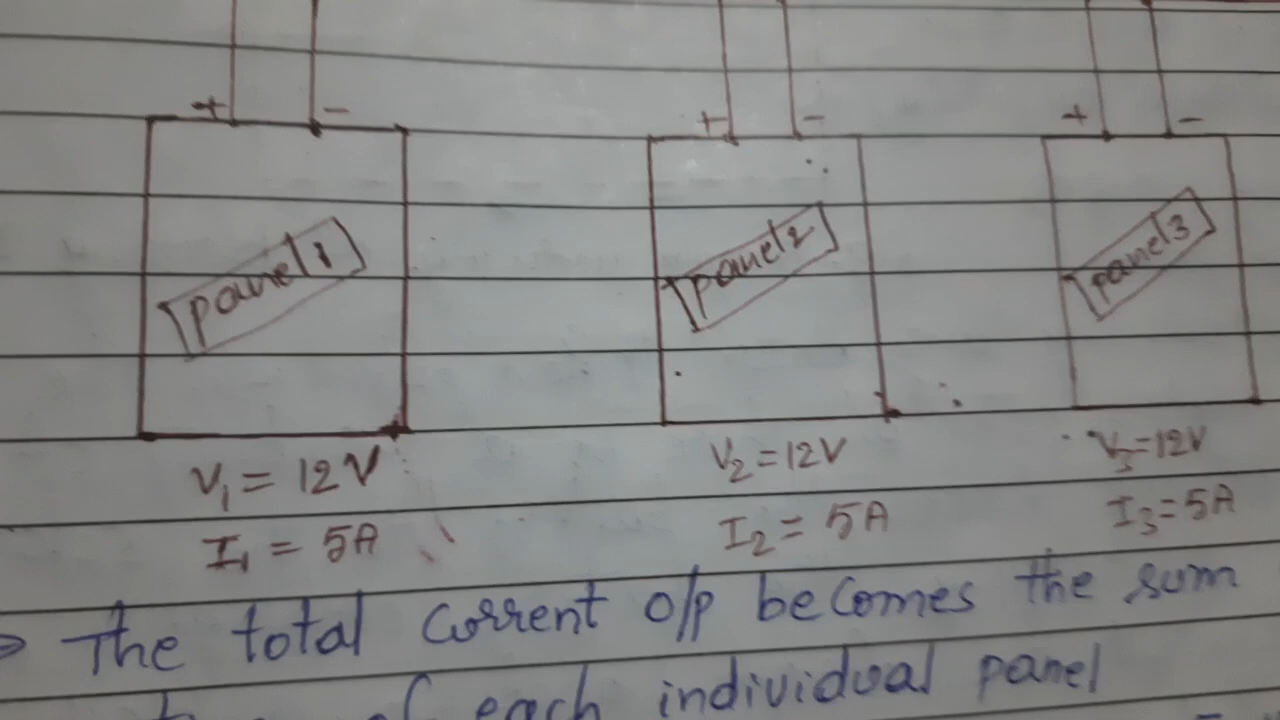 + - + - + -
panel 1 panel 2 panel 3
V₁ = 12V V₂ = 12V V₃ = 12V
I₁ = 5A I₂ = 5A I₃ = 5A
The total current o/p becomes the sum
of each individual panel